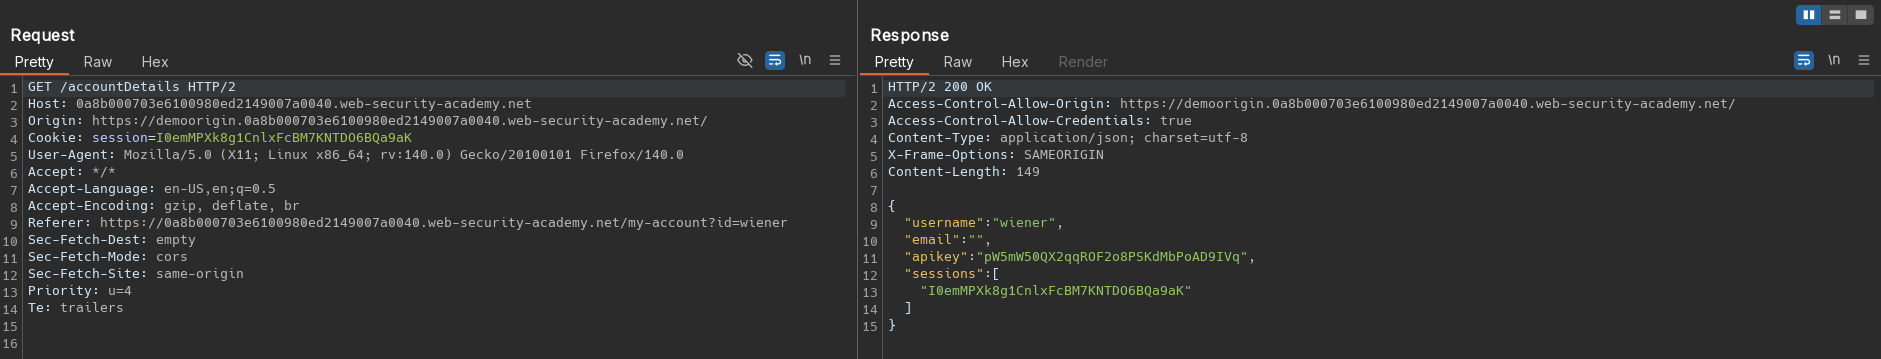 Request
Pretty Raw Hex
\n
1 GET /accountDetails HTTP/2
2 Host: 0a8b000703e6100980ed2149007a0040.web-security-academy.net
3 Origin: https://demoorigin.0a8b000703e6100980ed2149007a0040.web-security-academy.net/
4 Cookie: session=I0emMPXk8g1CnlxFcBM7KNTDO6BQa9aK
5 User-Agent: Mozilla/5.0 (X11; Linux x86_64; rv:140.0) Gecko/20100101 Firefox/140.0
6 Accept: */*
7 Accept-Language: en-US,en;q=0.5
8 Accept-Encoding: gzip, deflate, br
9 Referer: https://0a8b000703e6100980ed2149007a0040.web-security-academy.net/my-account?id=wiener
10 Sec-Fetch-Dest: empty
11 Sec-Fetch-Mode: cors
12 Sec-Fetch-Site: same-origin
13 Priority: u=4
14 Te: trailers
15
16
Response
Pretty Raw Hex Render
\n
1 HTTP/2 200 OK
2 Access-Control-Allow-Origin: https://demoorigin.0a8b000703e6100980ed2149007a0040.web-security-academy.net/
3 Access-Control-Allow-Credentials: true
4 Content-Type: application/json; charset=utf-8
5 X-Frame-Options: SAMEORIGIN
6 Content-Length: 149
7
8 {
9 "username":"wiener",
10 "email":"",
11 "apikey":"pW5mW50QX2qqROF2o8PSKdMbPoAD9IVq",
12 "sessions":[
13 "I0emMPXk8g1CnlxFcBM7KNTDO6BQa9aK"
14 ]
15 }